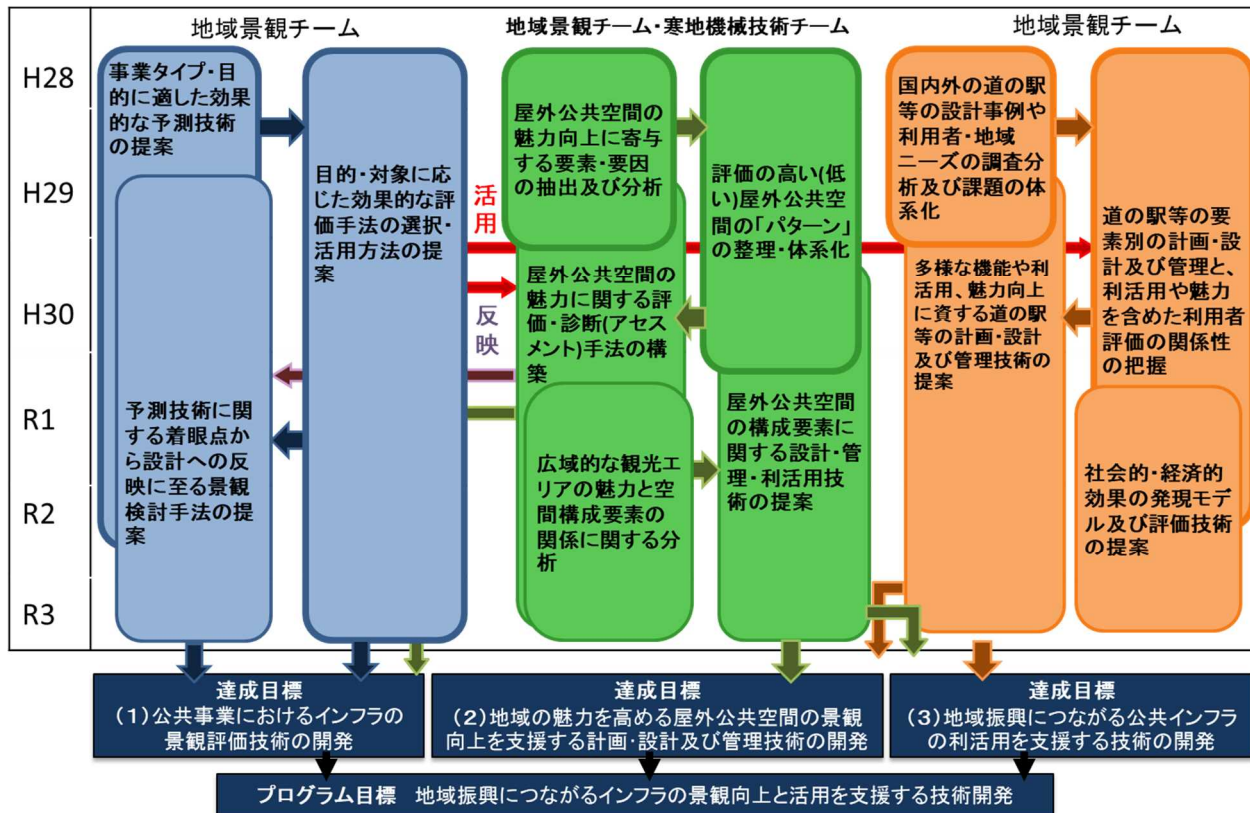 地域景観チーム
地域景観チーム・寒地機械技術チーム
地域景観チーム
H28
H29
H30
R1
R2
R3
事業タイプ・目
的に適した効果
的な予測技術
の提案
予測技術に関
する着眼点か
ら設計への反
映に至る景観
検討手法の提
案
目的・対象に応
じた効果的な評
価手法の選択・
活用方法の提
案
活
用
反
映
屋外公共空間の
魅力向上に寄与
する要素・要因
の抽出及び分析
屋外公共空間の
魅力に関する評
価・診断(アセス
メント)手法の構
築
広域的な観光エ
リアの魅力と空
間構成要素の
関係に関する分
析
評価の高い(低
い)屋外公共空
間の「パターン」
の整理・体系化
屋外公共空間
の構成要素に
関する設計・管
理・利活用技
術の提案
国内外の道の駅
等の設計事例や
利用者・地域
ニーズの調査分
析及び課題の体
系化
多様な機能や利
活用、魅力向上
に資する道の駅
等の計画・設計
及び管理技術の
提案
道の駅等の要
素別の計画・設
計及び管理と、
利活用や魅力
を含めた利用者
評価の関係性
の把握
社会的・経済的
効果の発現モデ
ル及び評価技術
の提案
達成目標
(1)公共事業におけるインフラの
景観評価技術の開発
達成目標
(2)地域の魅力を高める屋外公共空間の景観
向上を支援する計画・設計及び管理技術の開発
達成目標
(3)地域振興につながる公共インフラ
の利活用を支援する技術の開発
プログラム目標 地域振興につながるインフラの景観向上と活用を支援する技術開発